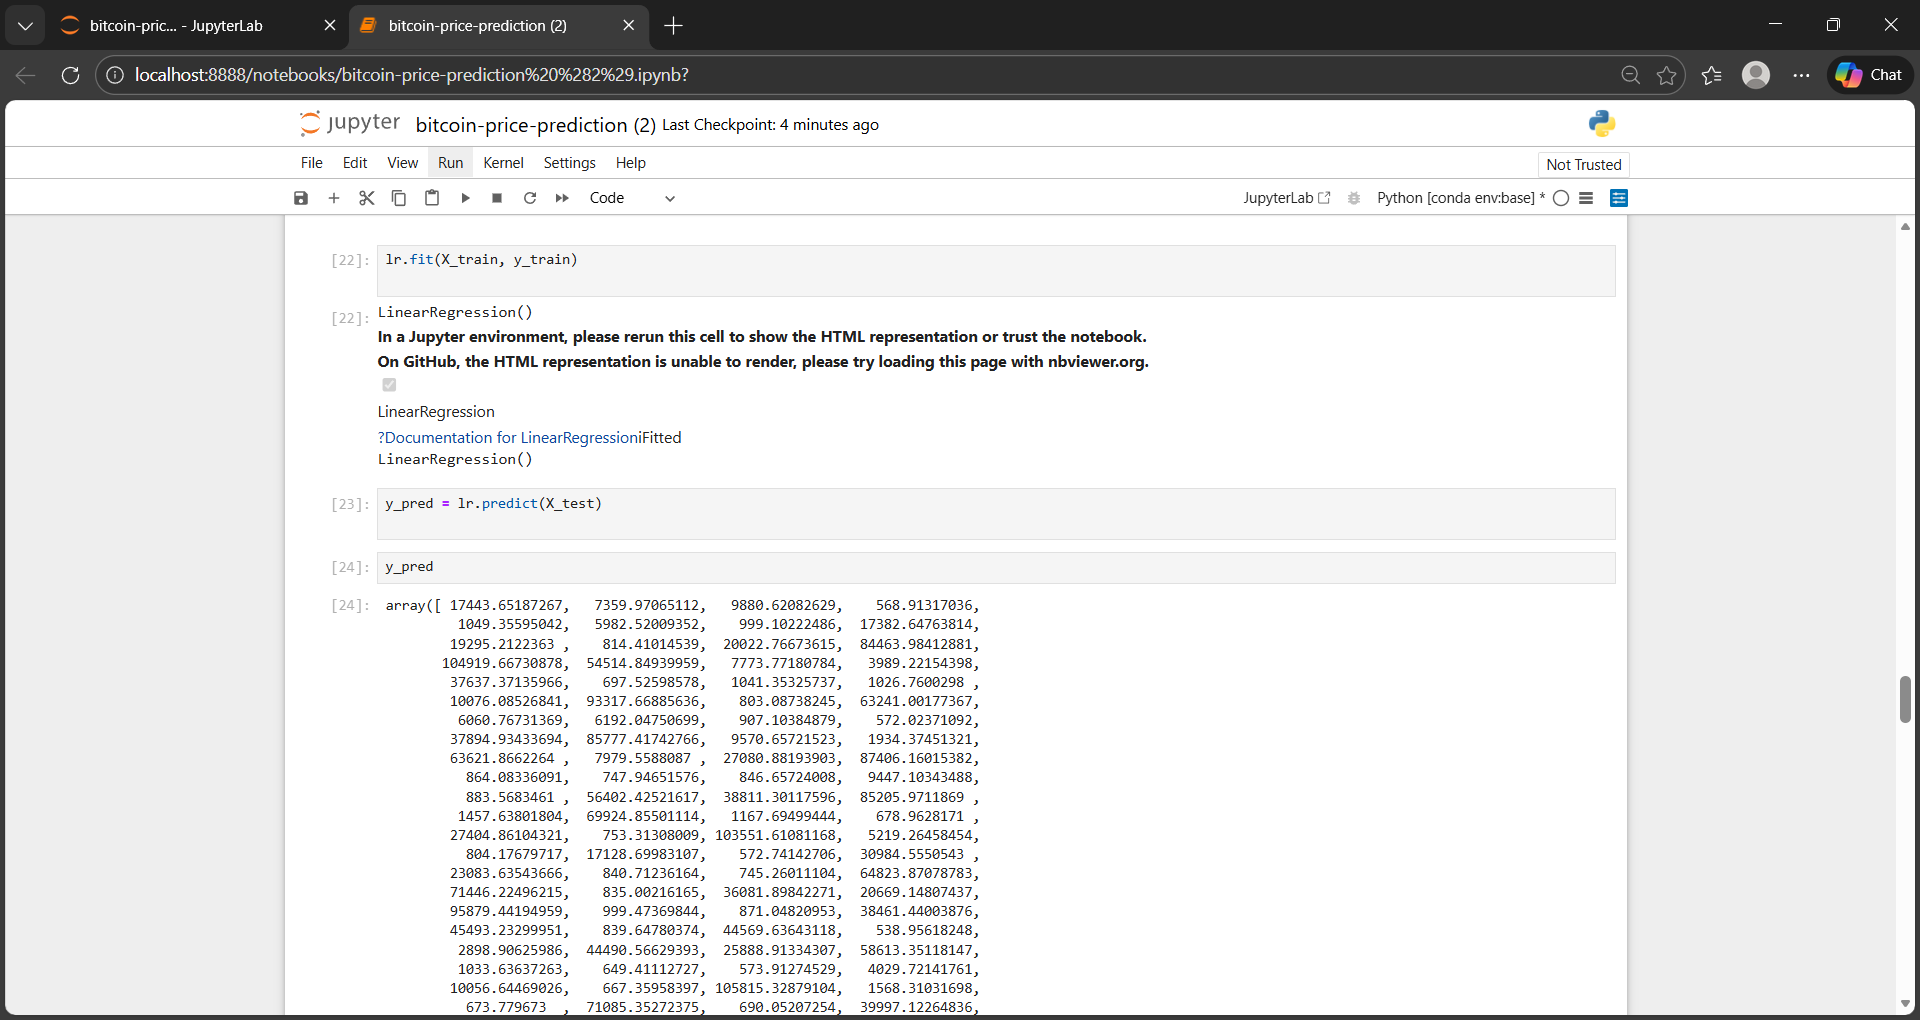 bitcoin-pric... - JupyterLab
bitcoin-price-prediction (2)
localhost:8888/notebooks/bitcoin-price-prediction%20%282%29.ipynb?
Chat
jupyter bitcoin-price-prediction (2) Last Checkpoint: 4 minutes ago
File Edit View Run Kernel Settings Help
Not Trusted
Code
JupyterLab
Python [conda env:base] *
[22]: lr.fit(X_train, y_train)
[22]: LinearRegression()
In a Jupyter environment, please rerun this cell to show the HTML representation or trust the notebook.
On GitHub, the HTML representation is unable to render, please try loading this page with nbviewer.org.
LinearRegression
?Documentation for LinearRegressioniFitted
LinearRegression()
[23]: y_pred = lr.predict(X_test)
[24]: y_pred
[24]: array([ 17443.65187267, 7359.97065112, 9880.62082629, 568.91317036,
1049.35595042, 5982.52009352, 999.10222486, 17382.64763814,
19295.2122363 , 814.41014539, 20022.76673615, 84463.98412881,
104919.66730878, 54514.84939959, 7773.77180784, 3989.22154398,
37637.37135966, 697.52598578, 1041.35325737, 1026.7600298 ,
10076.08526841, 93317.66885636, 803.08738245, 63241.00177367,
6060.76731369, 6192.04750699, 907.10384879, 572.02371092,
37894.93433694, 85777.41742766, 9570.65721523, 1934.37451321,
63621.8662264 , 7979.5588087 , 27080.88193903, 87406.16015382,
864.08336091, 747.94651576, 846.65724008, 9447.10343488,
883.5683461 , 56402.42521617, 38811.30117596, 85205.9711869 ,
1457.63801804, 69924.85501114, 1167.69499444, 678.9628171 ,
27404.86104321, 753.31308009, 103551.61081168, 5219.26458454,
804.17679717, 17128.69983107, 572.74142706, 30984.5550543 ,
23083.63543666, 840.71236164, 745.26011104, 64823.87078783,
71446.22496215, 835.00216165, 36081.89842271, 20669.14807437,
95879.44194959, 999.47369844, 871.04820953, 38461.44003876,
45493.23299951, 839.64780374, 44569.63643118, 538.95618248,
2898.90625986, 44490.56629393, 25888.91334307, 58613.35118147,
1033.63637263, 649.41112727, 573.91274529, 4029.72141761,
10056.64469026, 667.35958397, 105815.32879104, 1568.31031698,
673.779673 , 71085.35272375, 690.05207254, 39997.12264836,